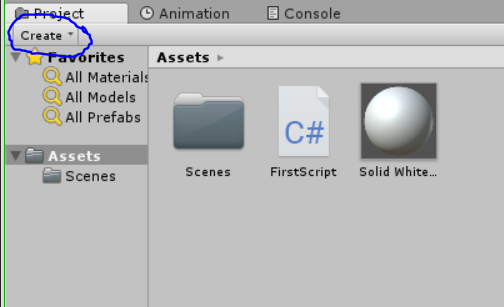 Project Animation Console
Create
Favorites
All Materials
All Models
All Prefabs
Assets
Scenes
Assets
Scenes FirstScript Solid White...
C#